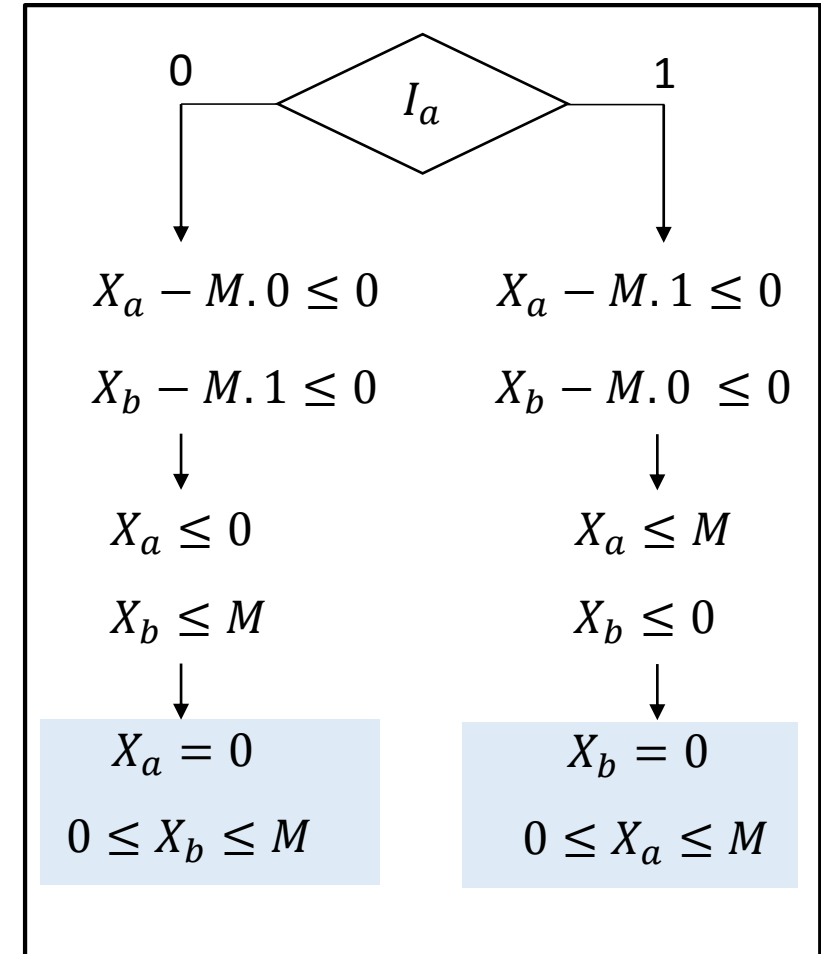 0
I_a
1
X_a − M. 0 ≤ 0
X_a − M. 1 ≤ 0
X_b − M. 1 ≤ 0
X_b − M. 0 ≤ 0
X_a ≤ 0
X_a ≤ M
X_b ≤ M
X_b ≤ 0
X_a = 0
X_b = 0
0 ≤ X_b ≤ M
0 ≤ X_a ≤ M